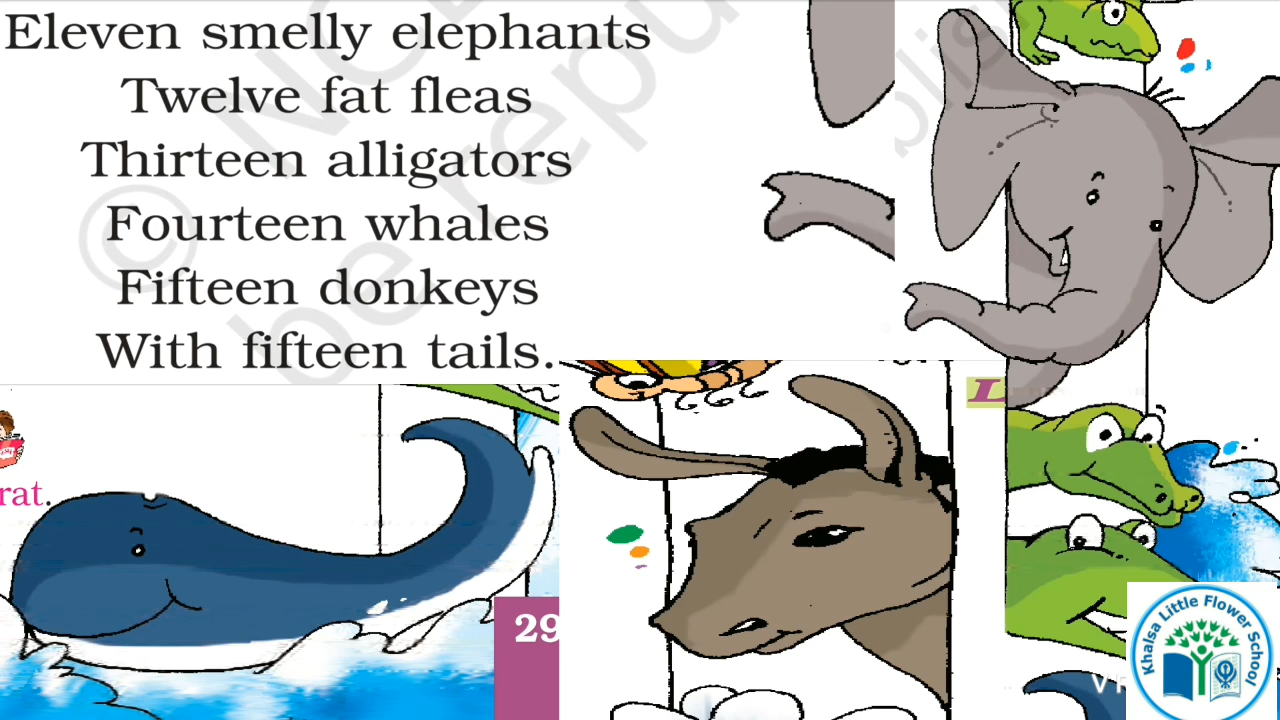 Eleven smelly elephants
Twelve fat fleas
Thirteen alligators
Fourteen whales
Fifteen donkeys
With fifteen tails.
rat.
29
L
Khalsa Little Flower School